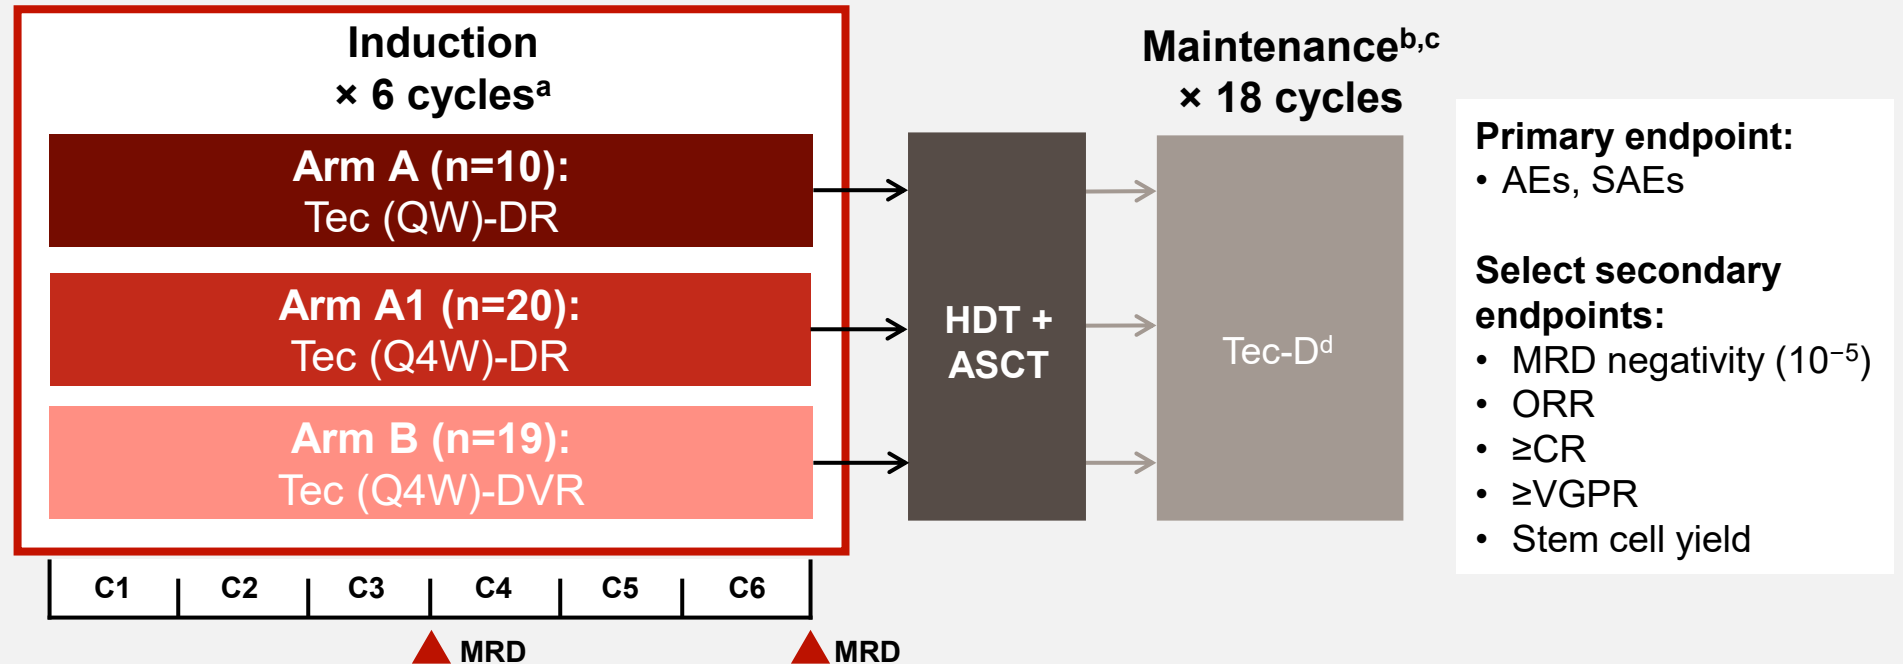 Induction
× 6 cyclesᵃ
Arm A (n=10):
Tec (QW)-DR
Arm A1 (n=20):
Tec (Q4W)-DR
Arm B (n=19):
Tec (Q4W)-DVR
C1 C2 C3 C4 C5 C6
MRD MRD
HDT +
ASCT
Maintenanceᵇ,ᶜ
× 18 cycles
Tec-Dᵈ
Primary endpoint:
• AEs, SAEs
Select secondary
endpoints:
• MRD negativity (10⁻⁵)
• ORR
• ≥CR
• ≥VGPR
• Stem cell yield